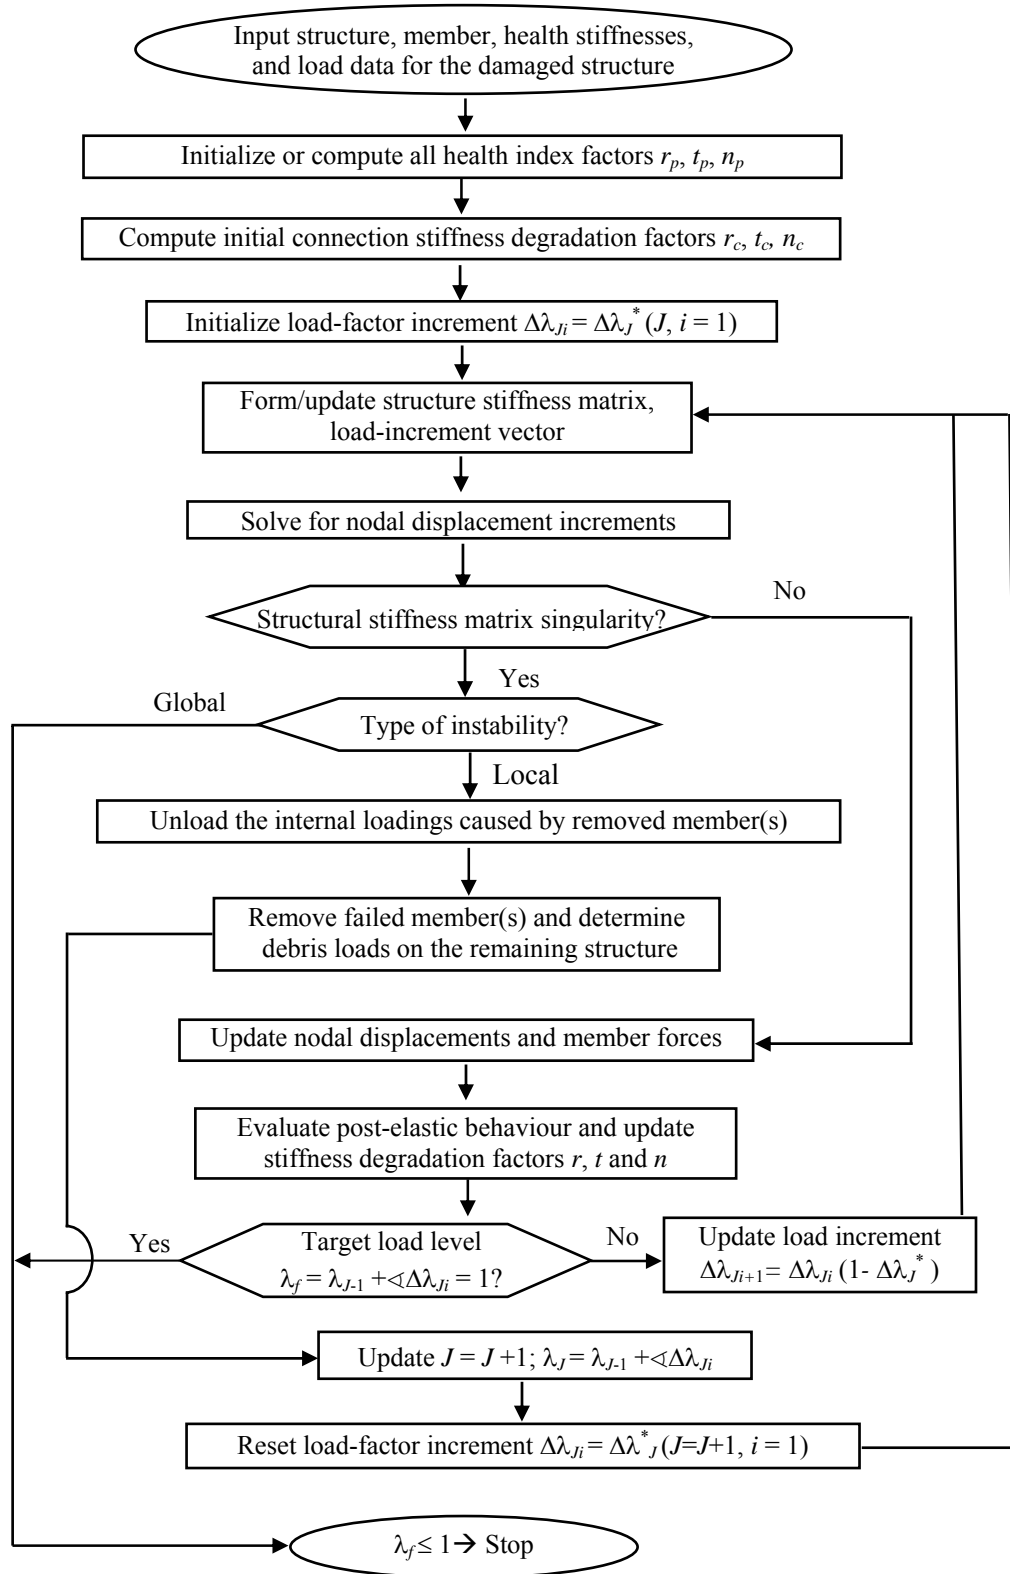 Input structure, member, health stiffnesses,
and load data for the damaged structure
Initialize or compute all health index factors rₚ, tₚ, nₚ
Compute initial connection stiffness degradation factors r_c, t_c, n_c
Initialize load-factor increment Δλ_Ji = Δλ_J* (J, i = 1)
Form/update structure stiffness matrix,
load-increment vector
Solve for nodal displacement increments
Structural stiffness matrix singularity?
No
Yes
Global
Type of instability?
Local
Unload the internal loadings caused by removed member(s)
Remove failed member(s) and determine
debris loads on the remaining structure
Update nodal displacements and member forces
Evaluate post-elastic behaviour and update
stiffness degradation factors r, t and n
Yes
Target load level
λ_f = λ_J-1 +∢Δλ_Ji = 1?
No
Update load increment
Δλ_Ji+1 = Δλ_Ji (1- Δλ_J* )
Update J = J +1; λ_J = λ_J-1 +∢Δλ_Ji
Reset load-factor increment Δλ_Ji = Δλ*_J (J=J+1, i = 1)
λ_f ≤ 1→ Stop